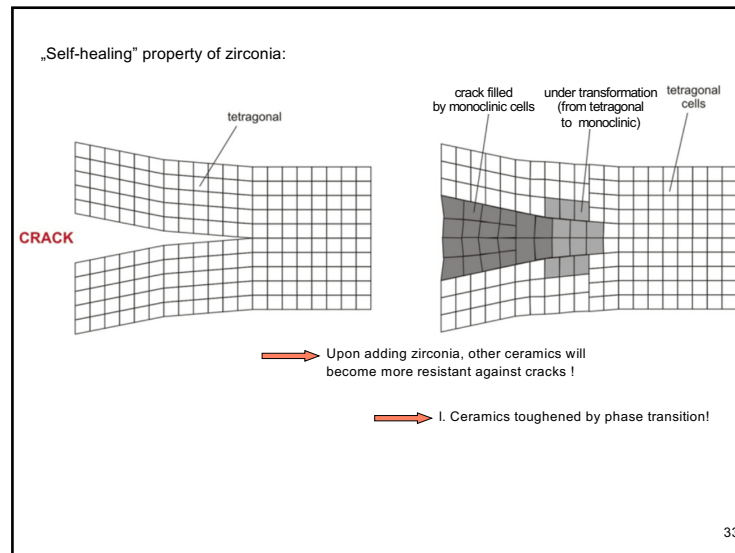 „Self-healing” property of zirconia:
tetragonal
CRACK
crack filled
by monoclinic cells
under transformation
(from tetragonal
to monoclinic)
tetragonal
cells
Upon adding zirconia, other ceramics will
become more resistant against cracks !
I. Ceramics toughened by phase transition!
33